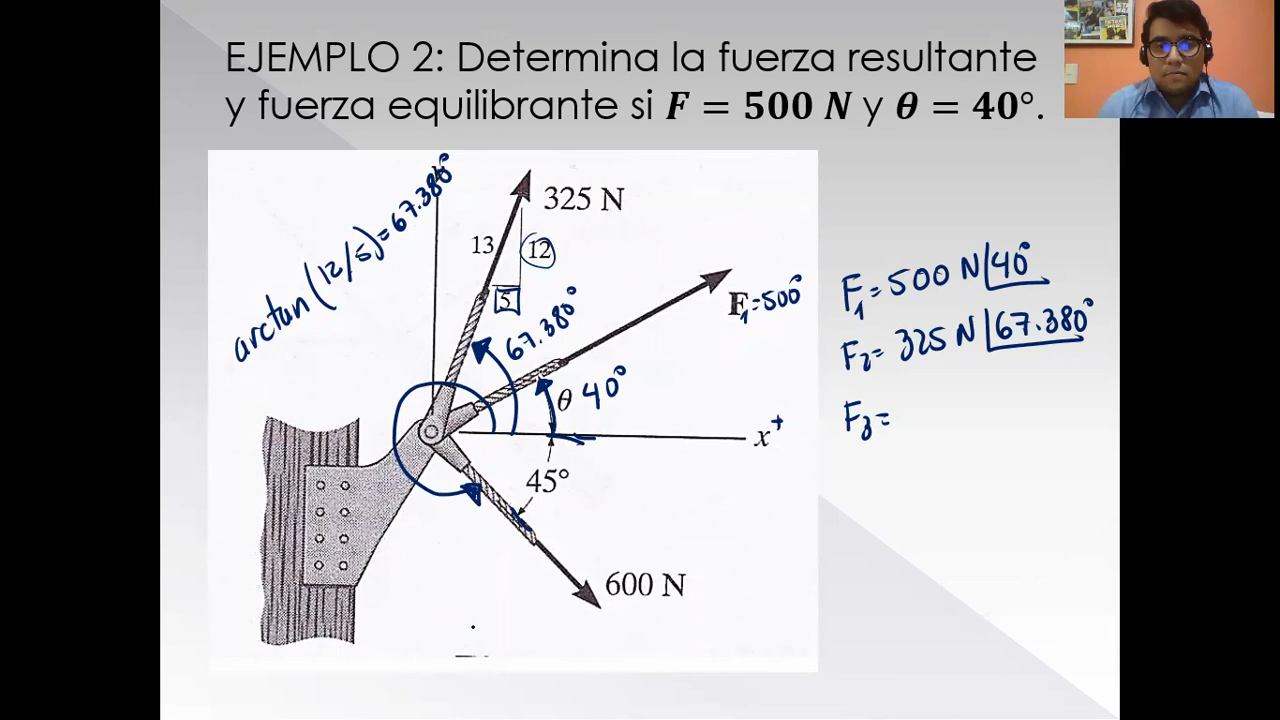 EJEMPLO 2: Determina la fuerza resultante
y fuerza equilibrante si F = 500 N y θ = 40°.
arctan (12/5)= 67.380°
325 N
13
12
5
67.380°
F₁=500°
θ 40°
x+
45°
600 N
F₁= 500 N 40°
F₂= 325 N 67.380°
F₃=